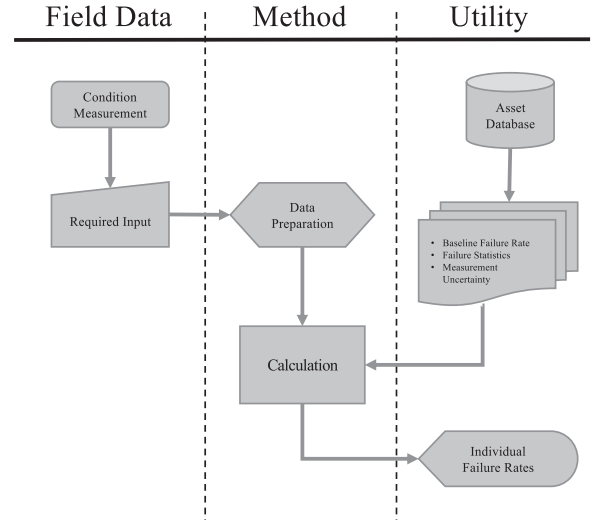 Field Data
Method
Utility
Condition
Measurement
Asset
Database
Required Input
Data
Preparation
• Baseline Failure Rate
• Failure Statistics
• Measurement
Uncertainty
Calculation
Individual
Failure Rates